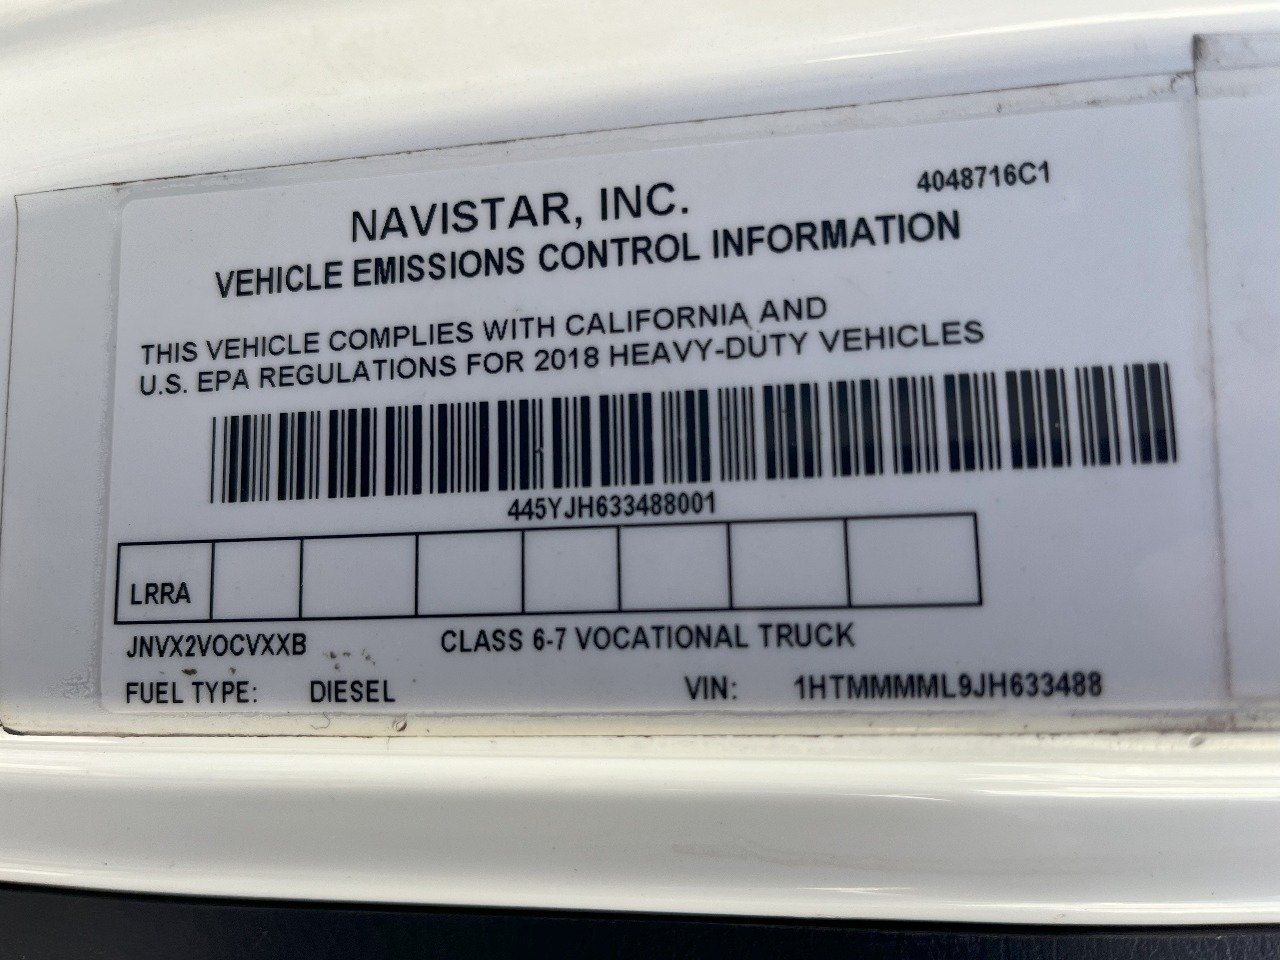 4048716C1
NAVISTAR, INC.
VEHICLE EMISSIONS CONTROL INFORMATION
THIS VEHICLE COMPLIES WITH CALIFORNIA AND
U.S. EPA REGULATIONS FOR 2018 HEAVY-DUTY VEHICLES
445YJH633488001
LRRA
JNVX2VOCVXXB CLASS 6-7 VOCATIONAL TRUCK
FUEL TYPE: DIESEL VIN: 1HTMMMML9JH633488